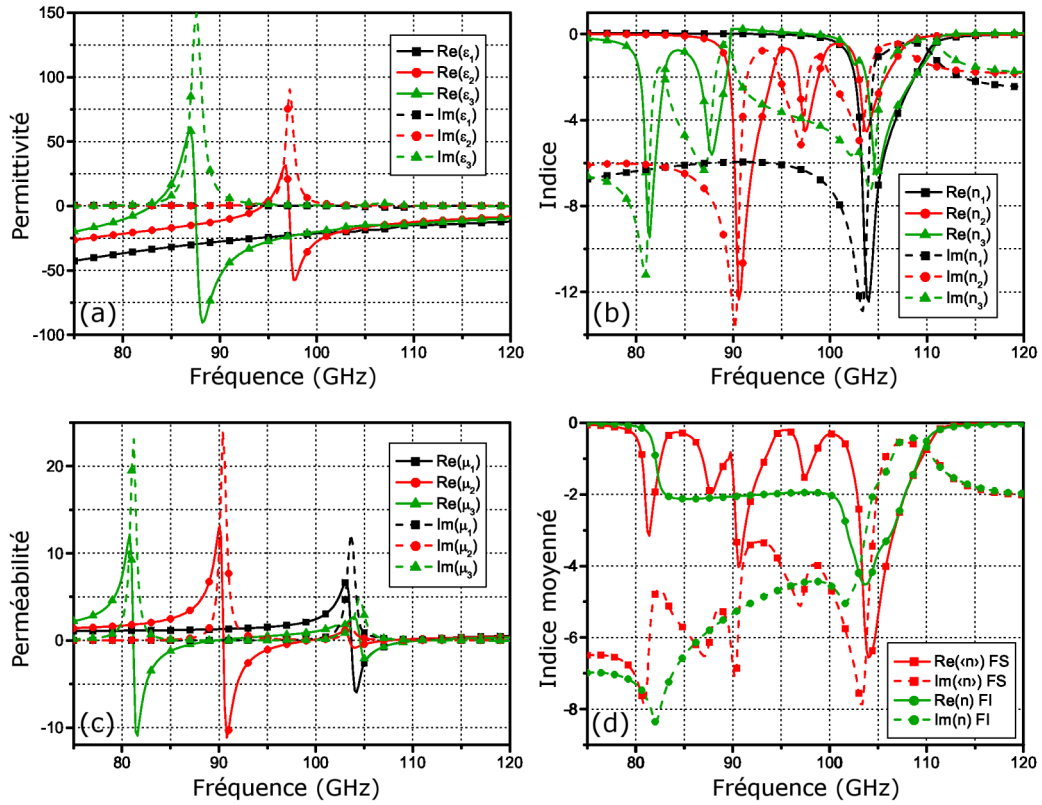 150
100
50
0
-50
-100
Permittivité
(a)
Re(ε₁)
Re(ε₂)
Re(ε₃)
Im(ε₁)
Im(ε₂)
Im(ε₃)
80 90 100 110 120
Fréquence (GHz)
0
-4
-8
-12
Indice
(b)
Re(n₁)
Re(n₂)
Re(n₃)
Im(n₁)
Im(n₂)
Im(n₃)
80 90 100 110 120
Fréquence (GHz)
20
10
0
-10
Perméabilité
(c)
Re(μ₁)
Re(μ₂)
Re(μ₃)
Im(μ₁)
Im(μ₂)
Im(μ₃)
80 90 100 110 120
Fréquence (GHz)
0
-2
-4
-6
-8
Indice moyenné
(d)
Re(‹n›) FS
Im(‹n›) FS
Re(n) FI
Im(n) FI
80 90 100 110 120
Fréquence (GHz)